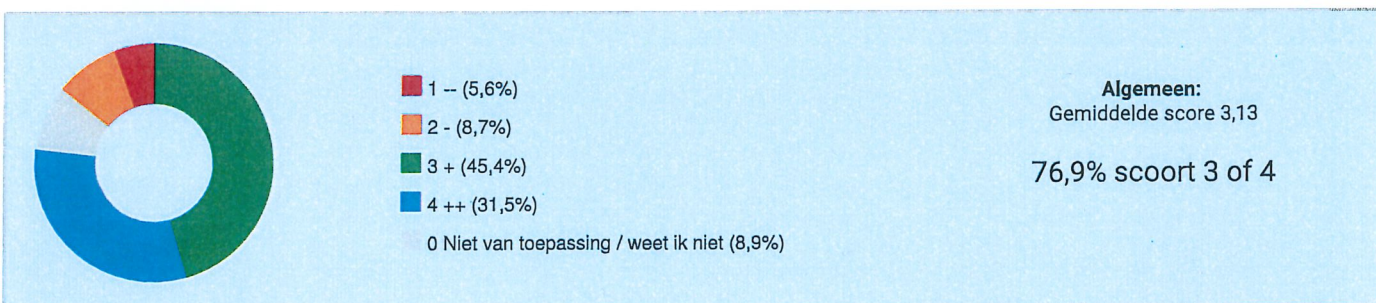 1 -- (5,6%)
2 - (8,7%)
3 + (45,4%)
4 ++ (31,5%)
0 Niet van toepassing / weet ik niet (8,9%)
Algemeen:
Gemiddelde score 3,13
76,9% scoort 3 of 4